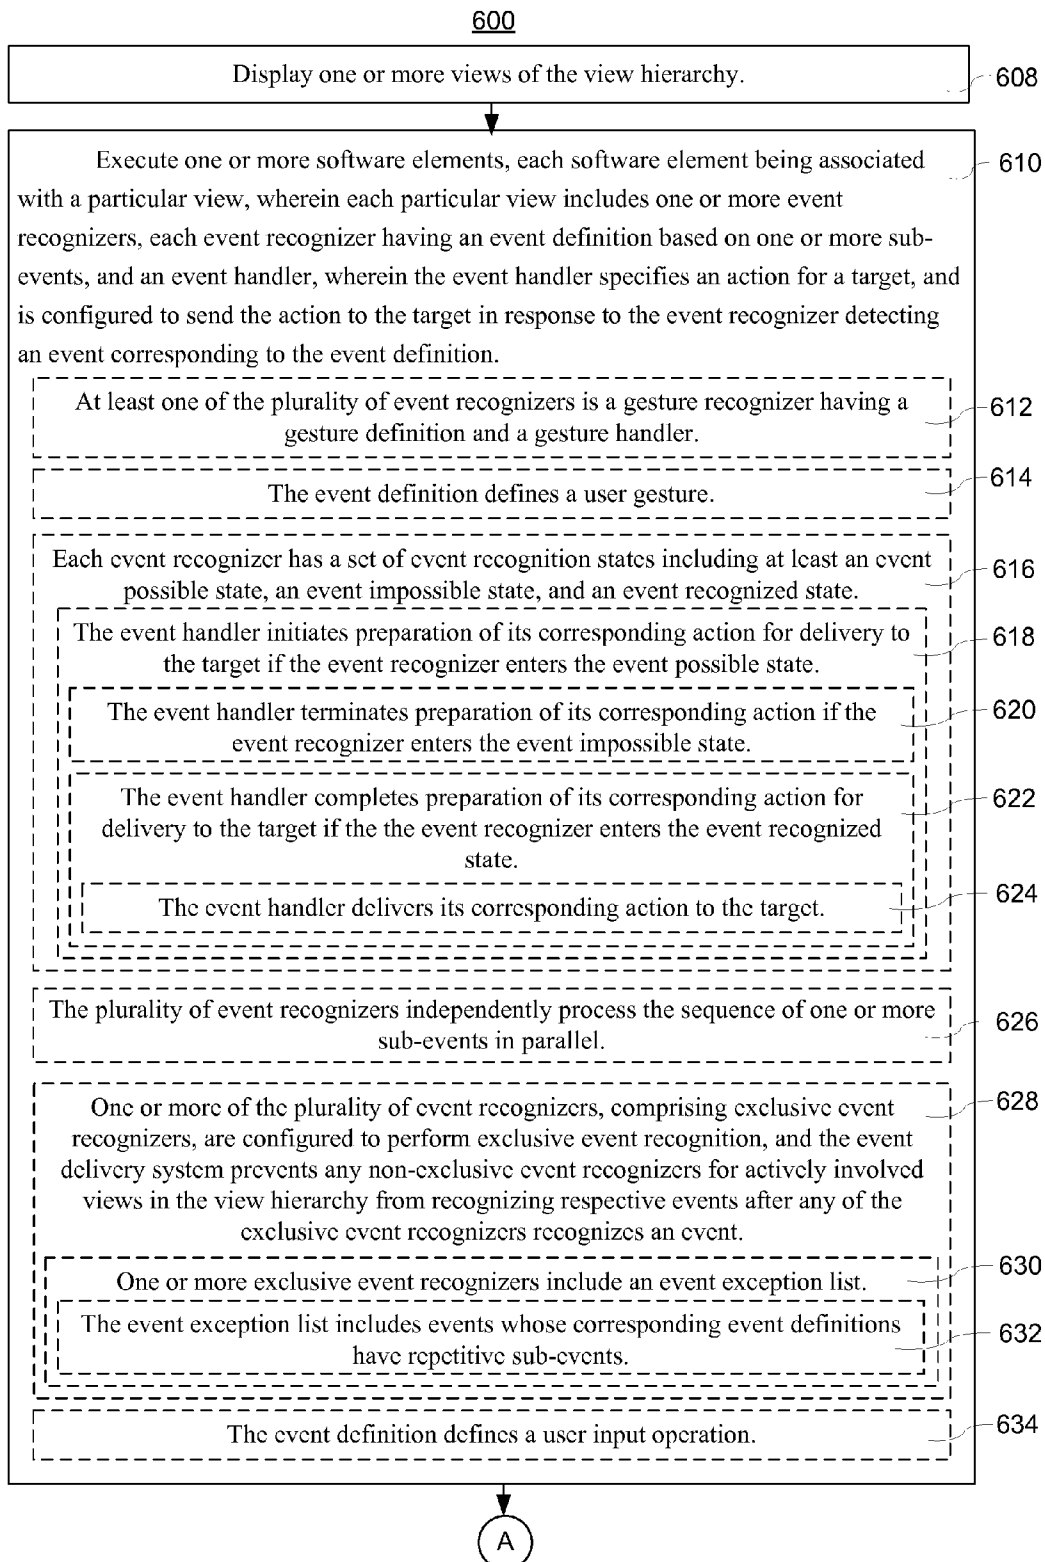 600
Display one or more views of the view hierarchy.
608
Execute one or more software elements, each software element being associated
610
with a particular view, wherein each particular view includes one or more event
recognizers, each event recognizer having an event definition based on one or more sub-
events, and an event handler, wherein the event handler specifies an action for a target, and
is configured to send the action to the target in response to the event recognizer detecting
an event corresponding to the event definition.
At least one of the plurality of event recognizers is a gesture recognizer having a
612
gesture definition and a gesture handler.
The event definition defines a user gesture.
614
Each event recognizer has a set of event recognition states including at least an event
616
possible state, an event impossible state, and an event recognized state.
The event handler initiates preparation of its corresponding action for delivery to
618
the target if the event recognizer enters the event possible state.
The event handler terminates preparation of its corresponding action if the
620
event recognizer enters the event impossible state.
The event handler completes preparation of its corresponding action for
622
delivery to the target if the the event recognizer enters the event recognized
state.
The event handler delivers its corresponding action to the target.
624
The plurality of event recognizers independently process the sequence of one or more
626
sub-events in parallel.
One or more of the plurality of event recognizers, comprising exclusive event
628
recognizers, are configured to perform exclusive event recognition, and the event
delivery system prevents any non-exclusive event recognizers for actively involved
views in the view hierarchy from recognizing respective events after any of the
exclusive event recognizers recognizes an event.
One or more exclusive event recognizers include an event exception list.
630
The event exception list includes events whose corresponding event definitions
632
have repetitive sub-events.
The event definition defines a user input operation.
634
A